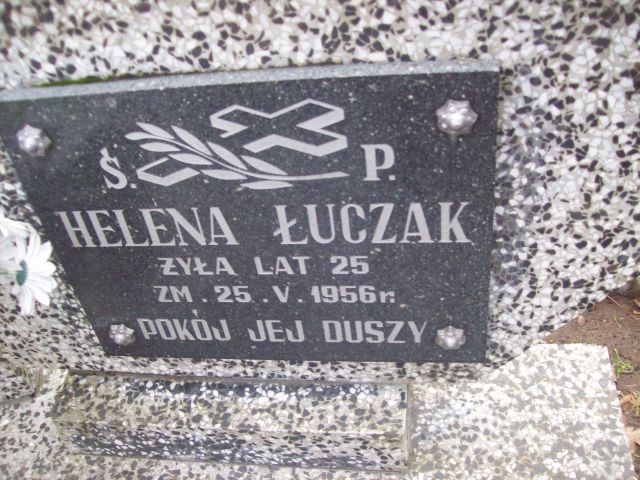 Ś. P.
HELENA ŁUCZAK
ŻYŁA LAT 25
ZM. 25.V.1956r.
POKÓJ JEJ DUSZY